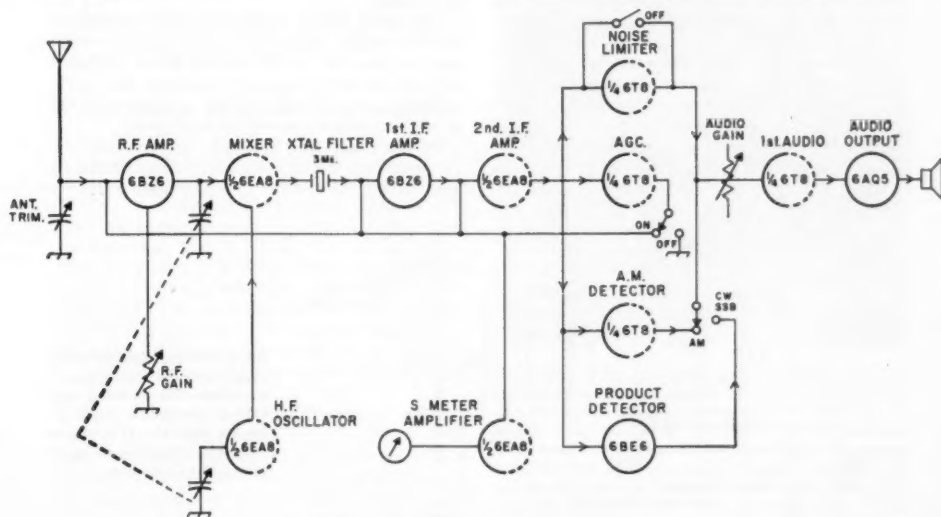 OFF
NOISE
LIMITER
1/4 6T8
R.F. AMP.
6BZ6
MIXER
1/2 6EA8
XTAL FILTER
3Mc.
1st. I.F.
AMP.
6BZ6
2nd. I.F.
AMP.
1/2 6EA8
AGC.
1/4 6T8
AUDIO
GAIN
1st. AUDIO
1/4 6T8
AUDIO
OUTPUT
6AQ5
ANT.
TRIM.
ON
OFF
A.M.
DETECTOR
1/4 6T8
CW
SSB
AM
R.F.
GAIN
H.F.
OSCILLATOR
1/2 6EA8
S METER
AMPLIFIER
1/2 6EA8
PRODUCT
DETECTOR
6BE6